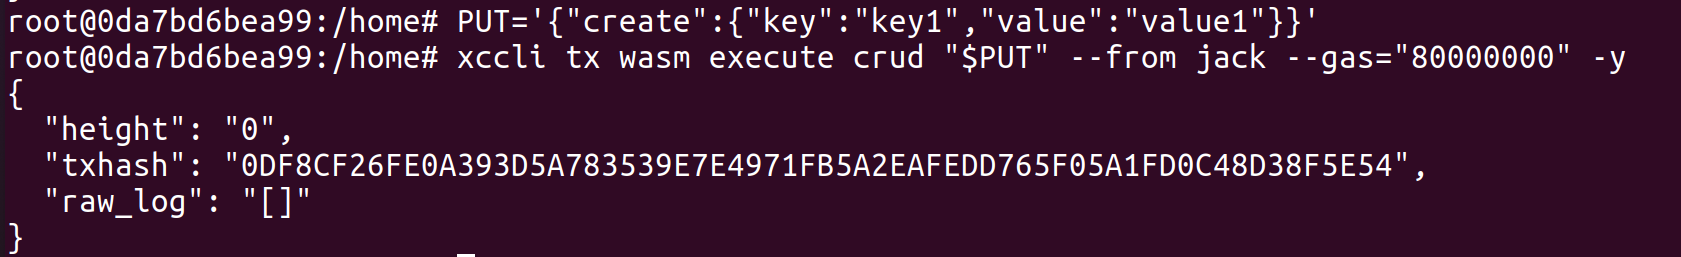 root@0da7bd6bea99:/home# PUT='{"create":{"key":"key1","value":"value1"}}'
root@0da7bd6bea99:/home# xccli tx wasm execute crud "$PUT" --from jack --gas="80000000" -y
{
  "height": "0",
  "txhash": "0DF8CF26FE0A393D5A783539E7E4971FB5A2EAFEDD765F05A1FD0C48D38F5E54",
  "raw_log": "[]"
}